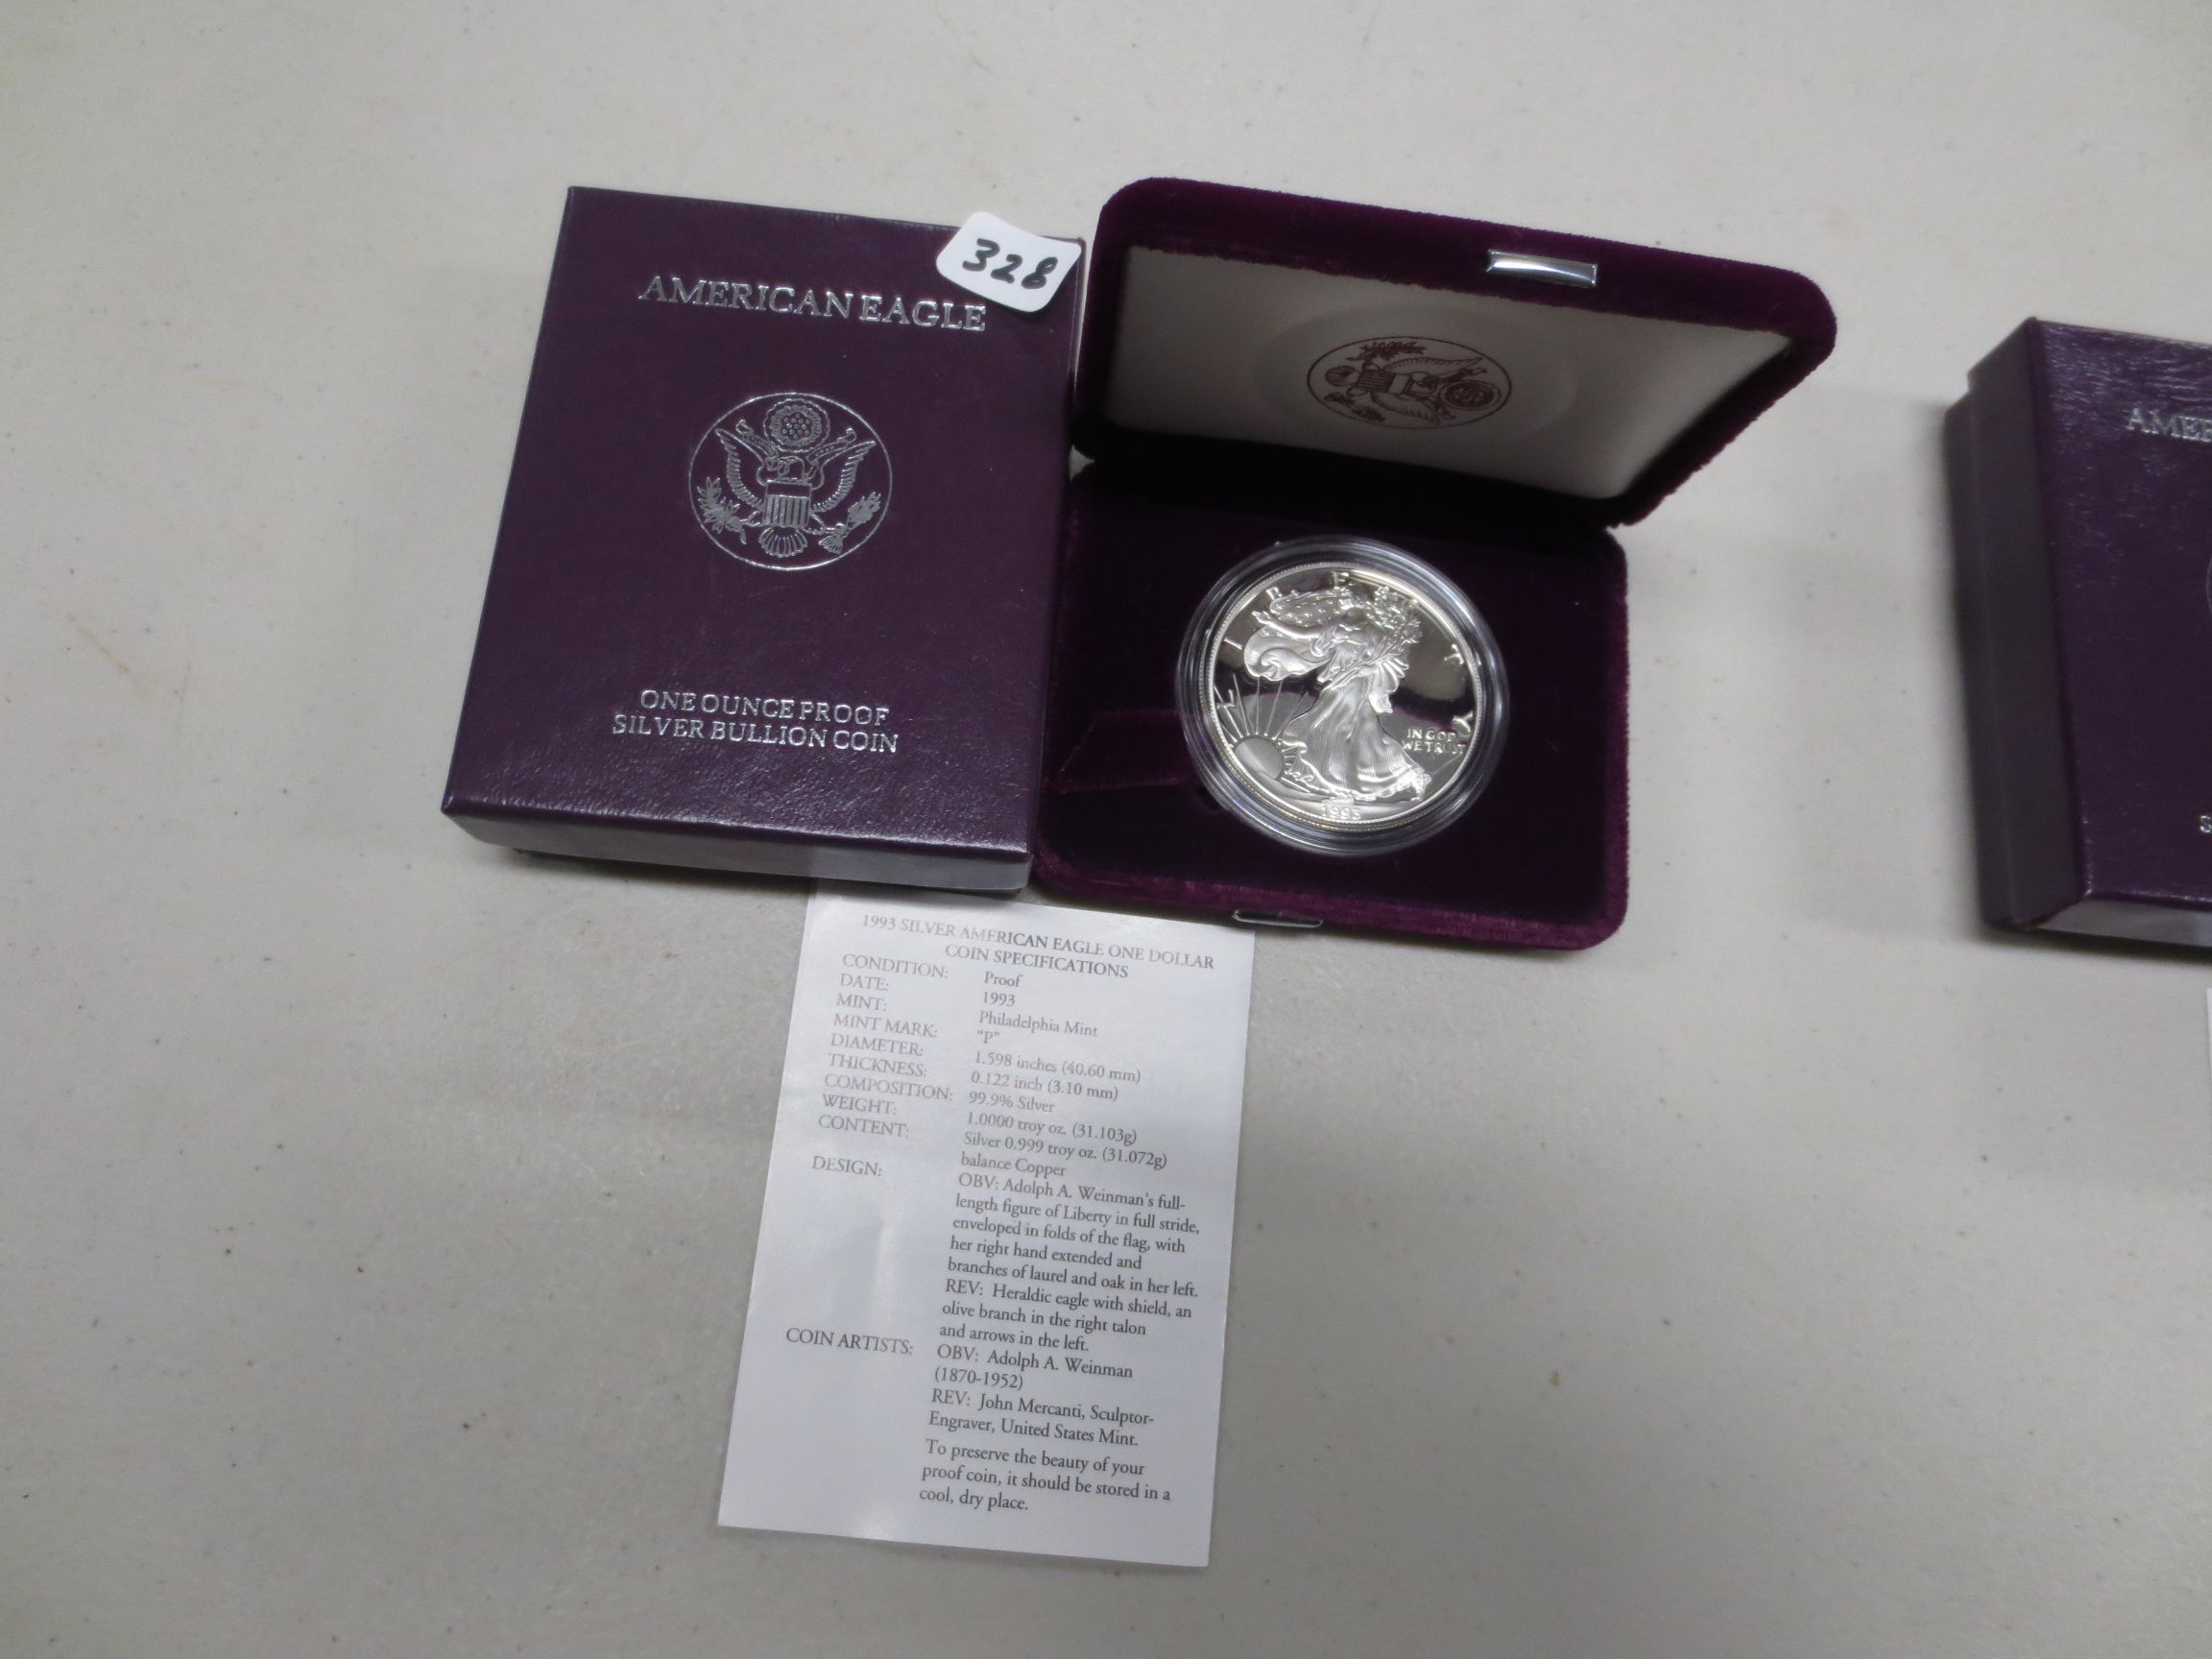 328
AMERICAN EAGLE
ONE OUNCE PROOF
SILVER BULLION COIN
LIBERTY
IN GOD
WE TRUST
1993
AMER
S
1993 SILVER AMERICAN EAGLE ONE DOLLAR
COIN SPECIFICATIONS
CONDITION: Proof
DATE: 1993
MINT: Philadelphia Mint
MINT MARK: "P"
DIAMETER: 1.598 inches (40.60 mm)
THICKNESS: 0.122 inch (3.10 mm)
COMPOSITION: 99.9% Silver
WEIGHT: 1.0000 troy oz. (31.103g)
CONTENT: Silver 0.999 troy oz. (31.072g)
balance Copper
DESIGN: OBV: Adolph A. Weinman's full-
length figure of Liberty in full stride,
enveloped in folds of the flag, with
her right hand extended and
branches of laurel and oak in her left.
REV: Heraldic eagle with shield, an
olive branch in the right talon
and arrows in the left.
COIN ARTISTS: OBV: Adolph A. Weinman
(1870-1952)
REV: John Mercanti, Sculptor-
Engraver, United States Mint.
To preserve the beauty of your
proof coin, it should be stored in a
cool, dry place.